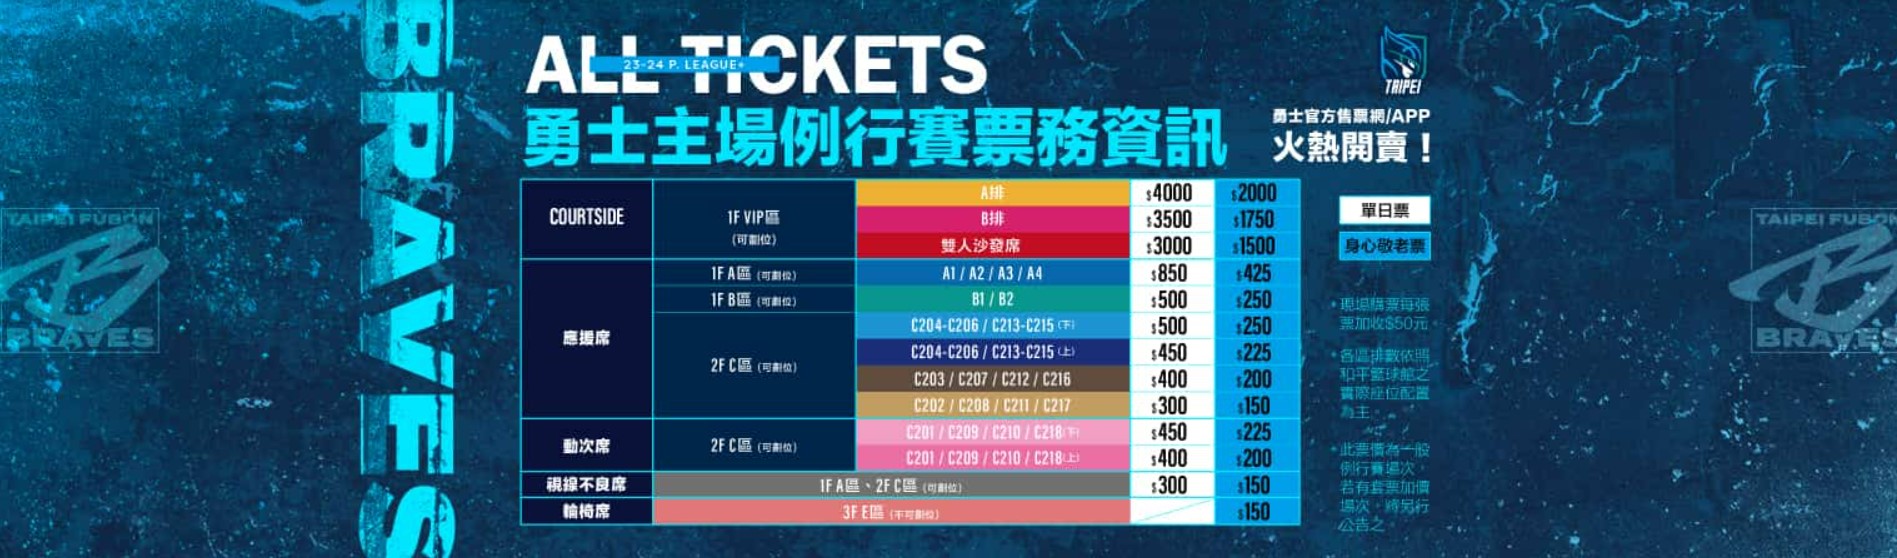 BRAVES
TAIPEI FUBON
BRAVES
ALL TICKETS
23-24 P. LEAGUE+
勇士主場例行賽票務資訊
TAIPEI
勇士官方售票網/APP
火熱開賣！
COURTSIDE 1F VIP區 (可劃位) A排 $4000 $2000
B排 $3500 $1750
雙人沙發席 $3000 $1500
應援席 1F A區 (可劃位) A1 / A2 / A3 / A4 $850 $425
1F B區 (可劃位) B1 / B2 $500 $250
2F C區 (可劃位) C204-C206 / C213-C215 (下) $500 $250
C204-C206 / C213-C215 (上) $450 $225
C203 / C207 / C212 / C216 $400 $200
C202 / C208 / C211 / C217 $300 $150
動次席 2F C區 (可劃位) C201 / C209 / C210 / C218(下) $450 $225
C201 / C209 / C210 / C218(上) $400 $200
視線不良席 1F A區、2F C區 (可劃位) $300 $150
輪椅席 3F E區 (不可劃位) $150
單日票
身心敬老票
•現場購票每張
票加收$50元
•各區排數依照
和平籃球館之
實際座位配置
為主
•此票價為一般
例行賽場次，
若有套票加價
場次，將另行
公告之
TAIPEI FUBON
BRAVES